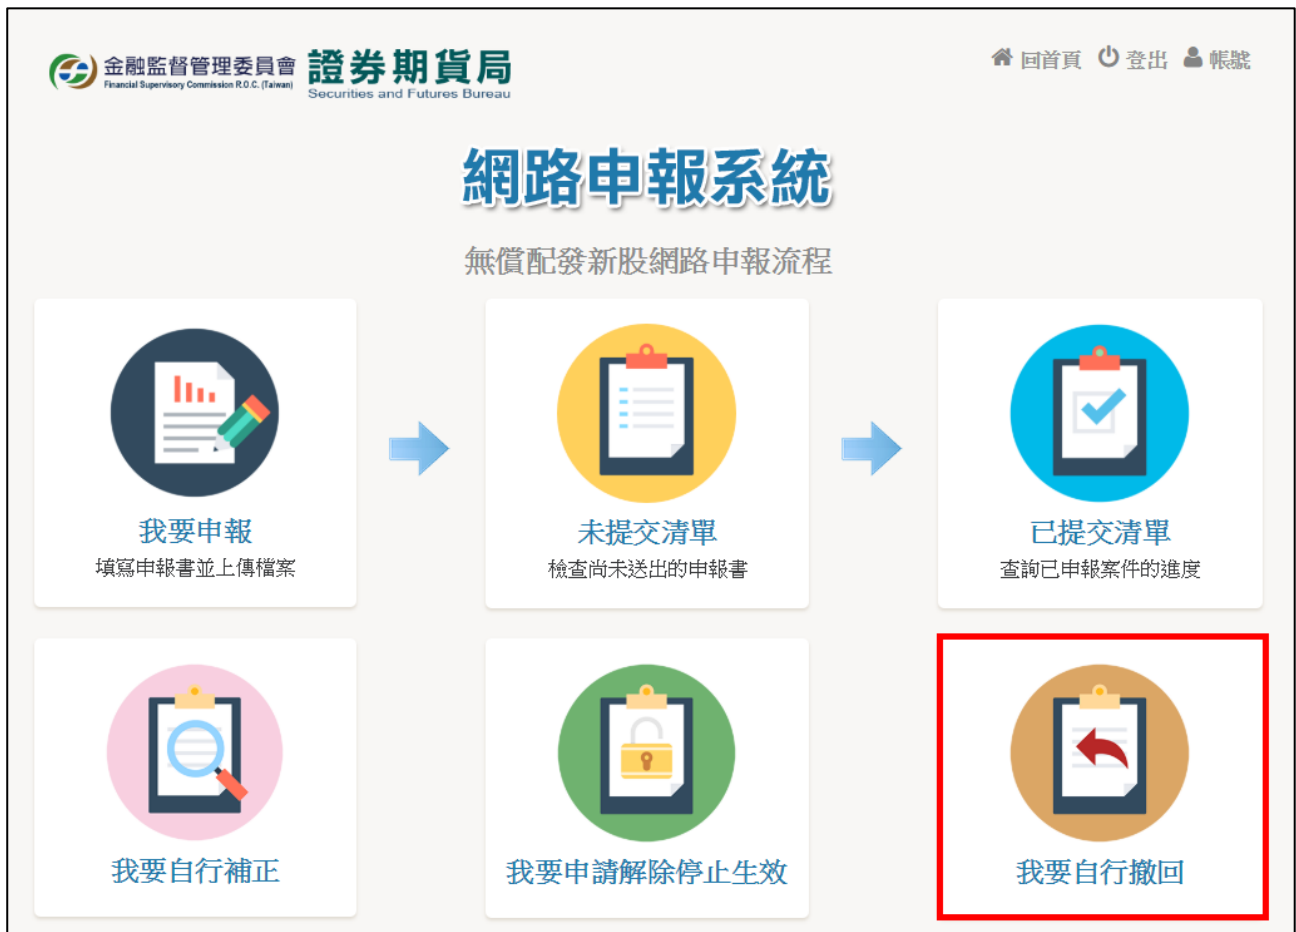 金融監督管理委員會 證券期貨局
Financial Supervisory Commission R.O.C. (Taiwan) Securities and Futures Bureau
回首頁 登出 帳號
網路申報系統
無償配發新股網路申報流程
我要申報
填寫申報書並上傳檔案
未提交清單
檢查尚未送出的申報書
已提交清單
查詢已申報案件的進度
我要自行補正
我要申請解除停止生效
我要自行撤回